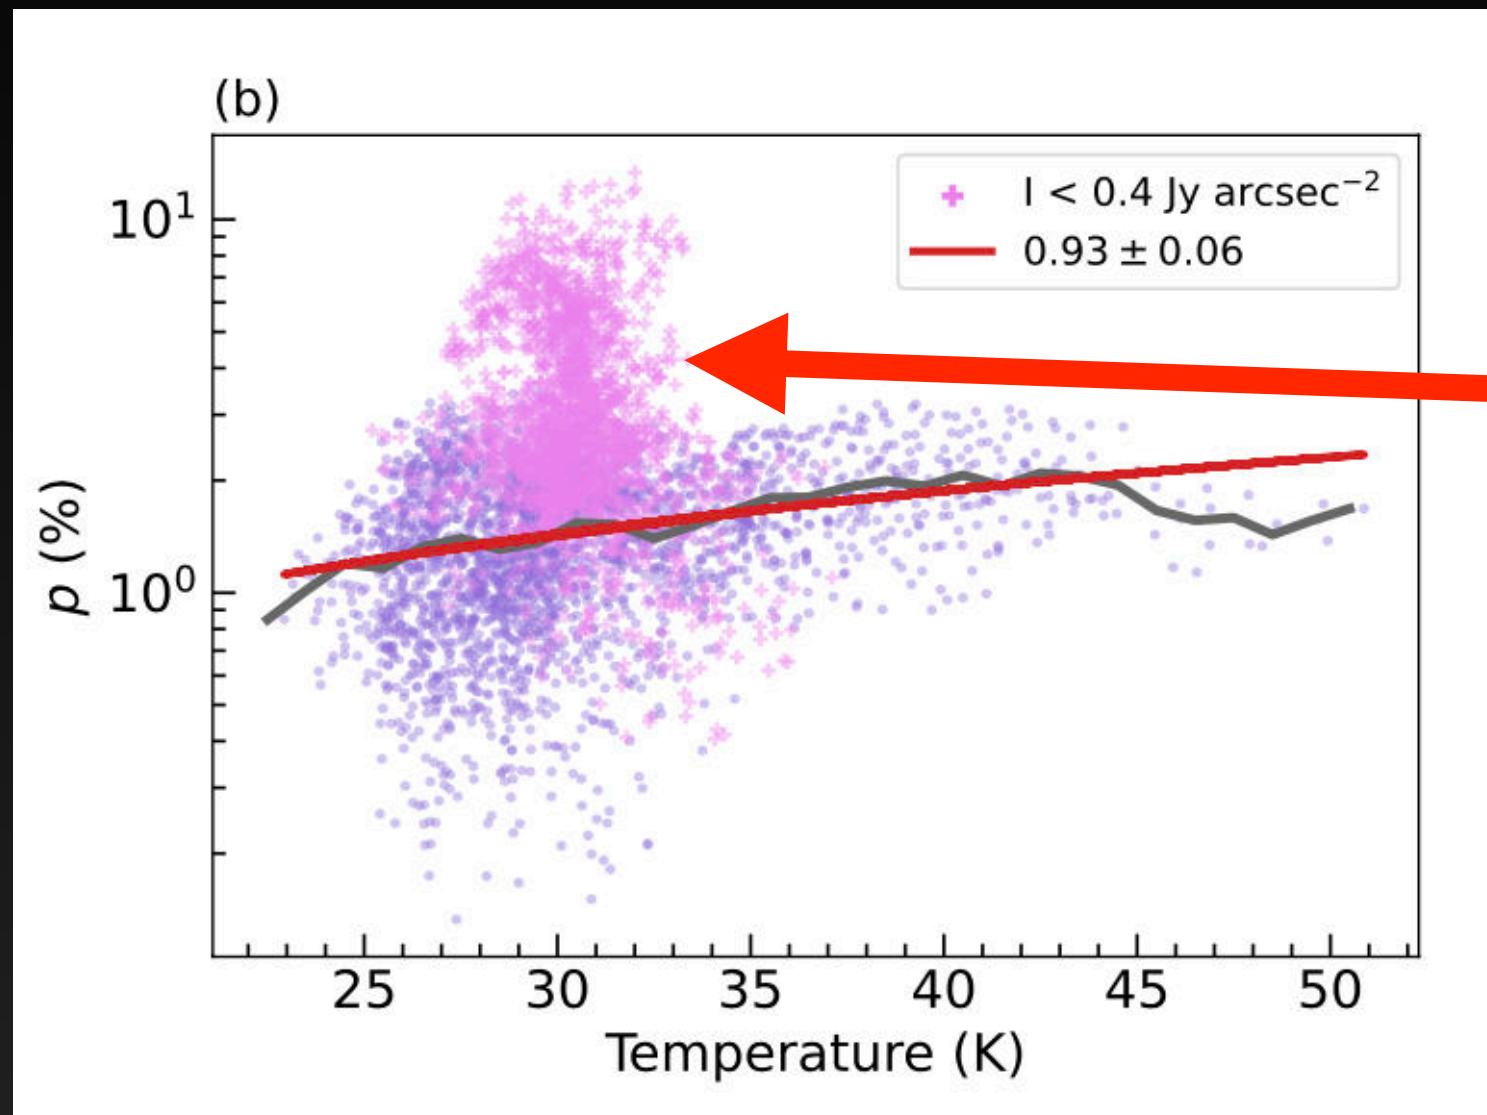 (b)
I < 0.4 Jy arcsec⁻²
0.93 ± 0.06
10¹
10⁰
p (%)
25 30 35 40 45 50
Temperature (K)